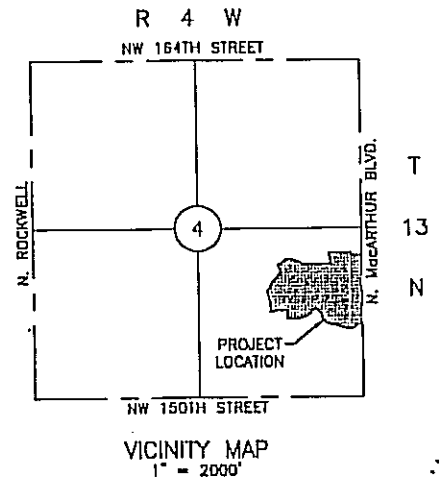 R 4 W
NW 164TH STREET
N. ROCKWELL
N. MacARTHUR BLVD.
T
13
N
4
PROJECT
LOCATION
NW 150TH STREET
VICINITY MAP
1" = 2000'